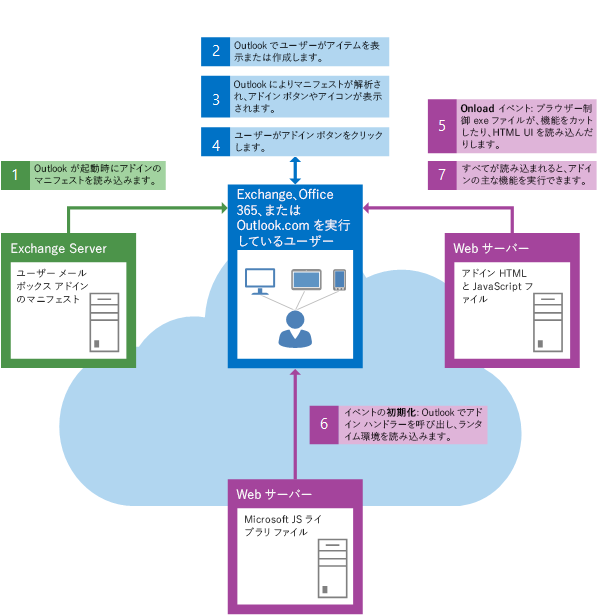 2
Outlook でユーザーがアイテムを表
示または作成します。
3
Outlook によりマニフェストが解析さ
れ、アドイン ボタンやアイコンが表示
されます。
4
ユーザーがアドイン ボタンをクリック
します。
5
Onload イベント: ブラウザー制
御 exe ファイルが、機能をカット
したり、HTML UI を読み込んだ
りします。
7
すべてが読み込まれると、アドイ
ンの主な機能を実行できます。
1
Outlook が起動時にアドインの
マニフェストを読み込みます。
Exchange、Office
365、または
Outlook.com を実行
しているユーザー
Exchange Server
ユーザー メール
ボックス アドイン
のマニフェスト
Web サーバー
アドイン HTML
と JavaScript フ
ァイル
6
イベントの初期化: Outlook でアド
イン ハンドラーを呼び出し、ランタ
イム環境を読み込みます。
Web サーバー
Microsoft JS ライ
ブラリ ファイル